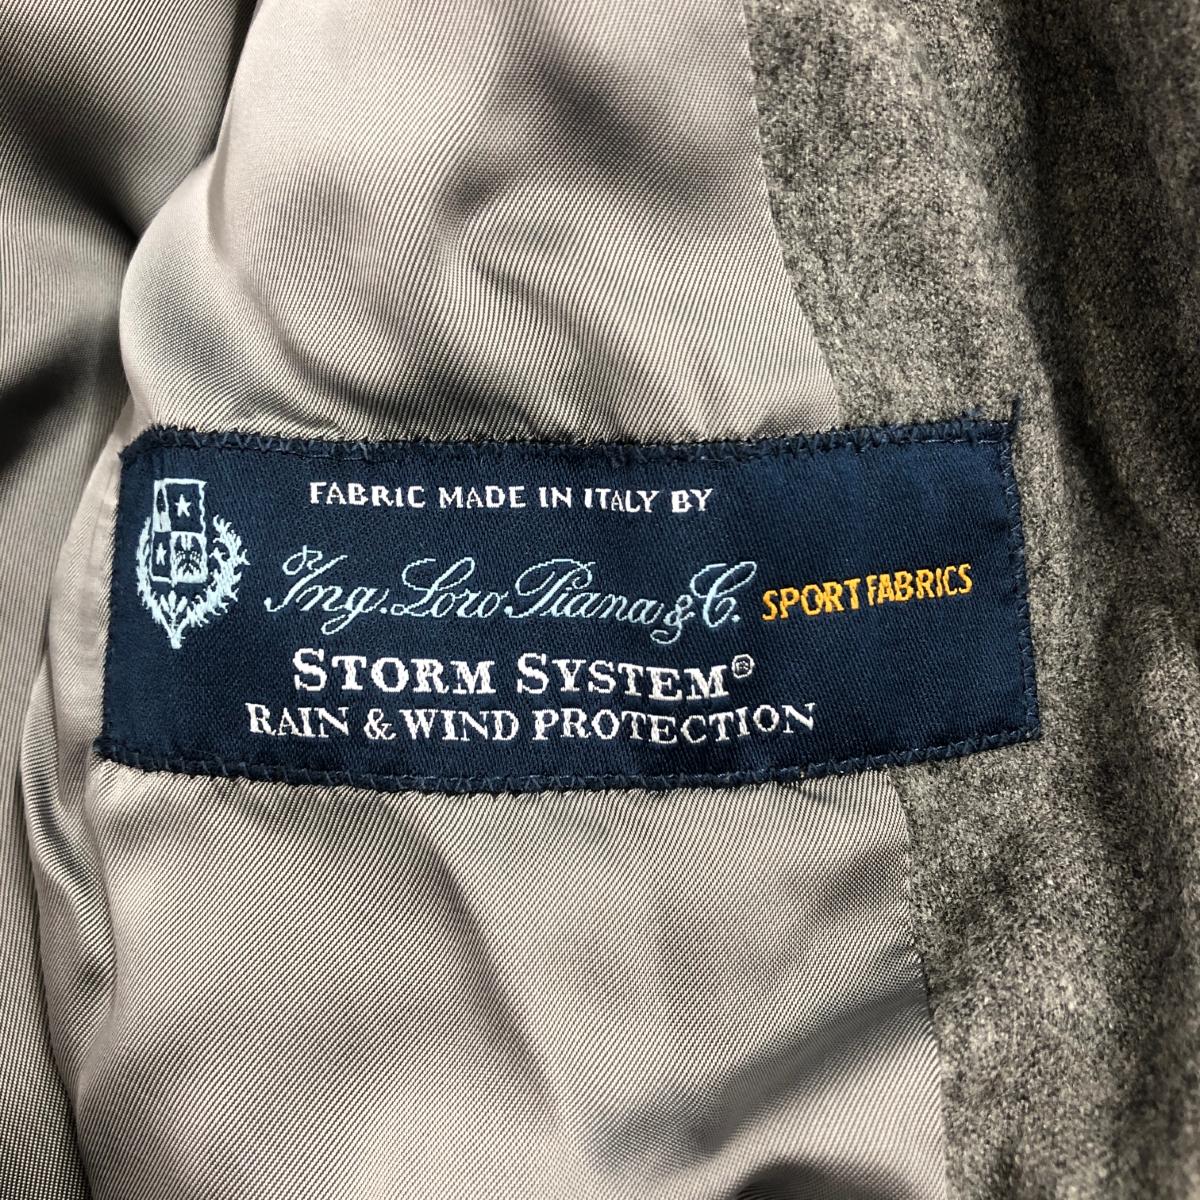 FABRIC MADE IN ITALY BY
Ing. Loro Piana & C. SPORT FABRICS
STORM SYSTEM®
RAIN & WIND PROTECTION